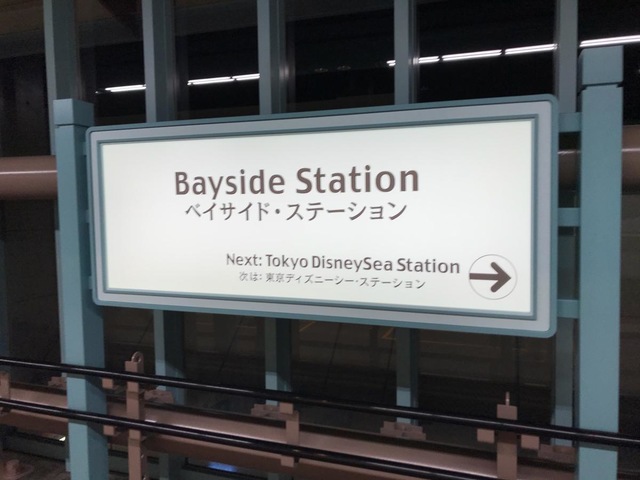 Bayside Station
ベイサイド・ステーション
Next: Tokyo DisneySea Station
次は: 東京ディズニーシー・ステーション